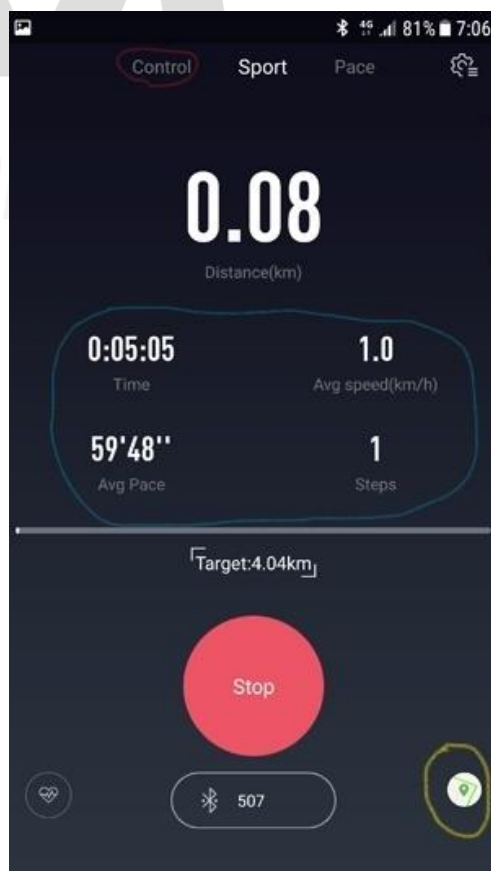 4G 81% 7:06
Control Sport Pace
0.08
Distance(km)
0:05:05 1.0
Time Avg speed(km/h)
59'48'' 1
Avg Pace Steps
Target:4.04km
Stop
507